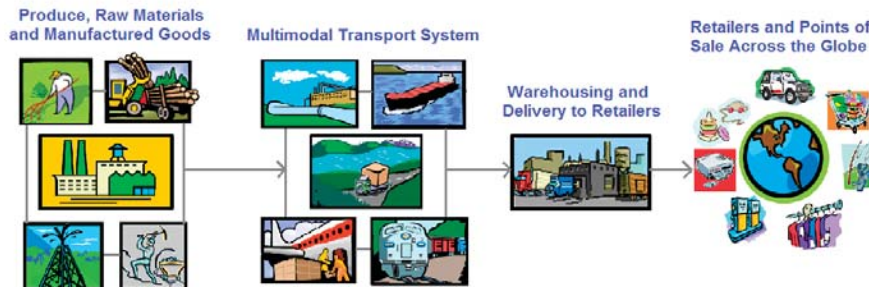 Produce, Raw Materials
and Manufactured Goods
Multimodal Transport System
Warehousing and
Delivery to Retailers
Retailers and Points of
Sale Across the Globe